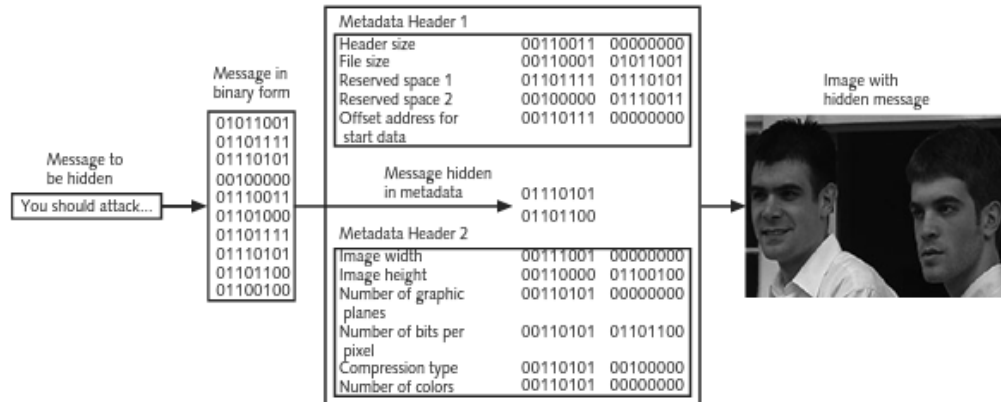 Message to
be hidden
You should attack...
Message in
binary form
01011001
01101111
01110101
00100000
01110011
01101000
01101111
01110101
01101100
01100100
Metadata Header 1
Header size 00110011 00000000
File size 00110001 01011001
Reserved space 1 01101111 01110101
Reserved space 2 00100000 01110011
Offset address for 00110111 00000000
start data
Message hidden
in metadata
01110101
01101100
Metadata Header 2
Image width 00111001 00000000
Image height 00110000 01100100
Number of graphic 00110101 00000000
planes
Number of bits per 00110101 01101100
pixel
Compression type 00110101 00100000
Number of colors 00110101 00000000
Image with
hidden message